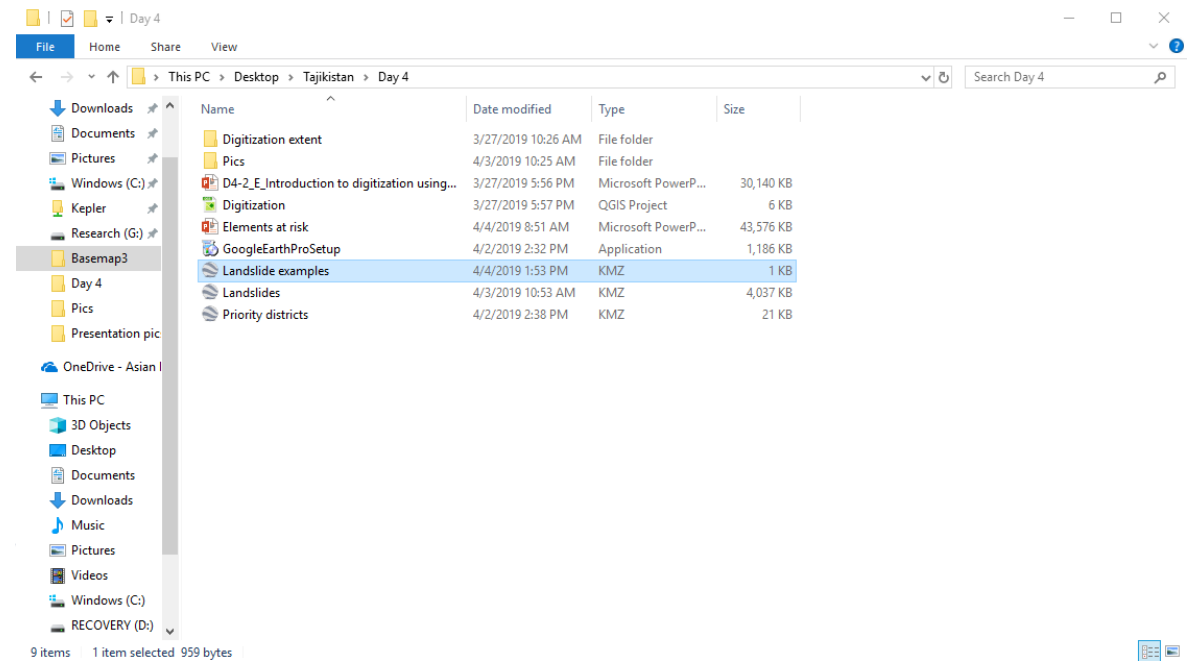 Day 4
File Home Share View
This PC > Desktop > Tajikistan > Day 4
Search Day 4
Name Date modified Type Size
Digitization extent 3/27/2019 10:26 AM File folder
Pics 4/3/2019 10:25 AM File folder
D4-2_E_Introduction to digitization using... 3/27/2019 5:56 PM Microsoft PowerP... 30,140 KB
Digitization 3/27/2019 5:57 PM QGIS Project 6 KB
Elements at risk 4/4/2019 8:51 AM Microsoft PowerP... 43,576 KB
GoogleEarthProSetup 4/2/2019 2:32 PM Application 1,186 KB
Landslide examples 4/4/2019 1:53 PM KMZ 1 KB
Landslides 4/3/2019 10:53 AM KMZ 4,037 KB
Priority districts 4/2/2019 2:38 PM KMZ 21 KB
Downloads
Documents
Pictures
Windows (C:)
Kepler
Research (G:)
Basemap3
Day 4
Pics
Presentation pic
OneDrive - Asian
This PC
3D Objects
Desktop
Documents
Downloads
Music
Pictures
Videos
Windows (C:)
RECOVERY (D:)
9 items 1 item selected 959 bytes